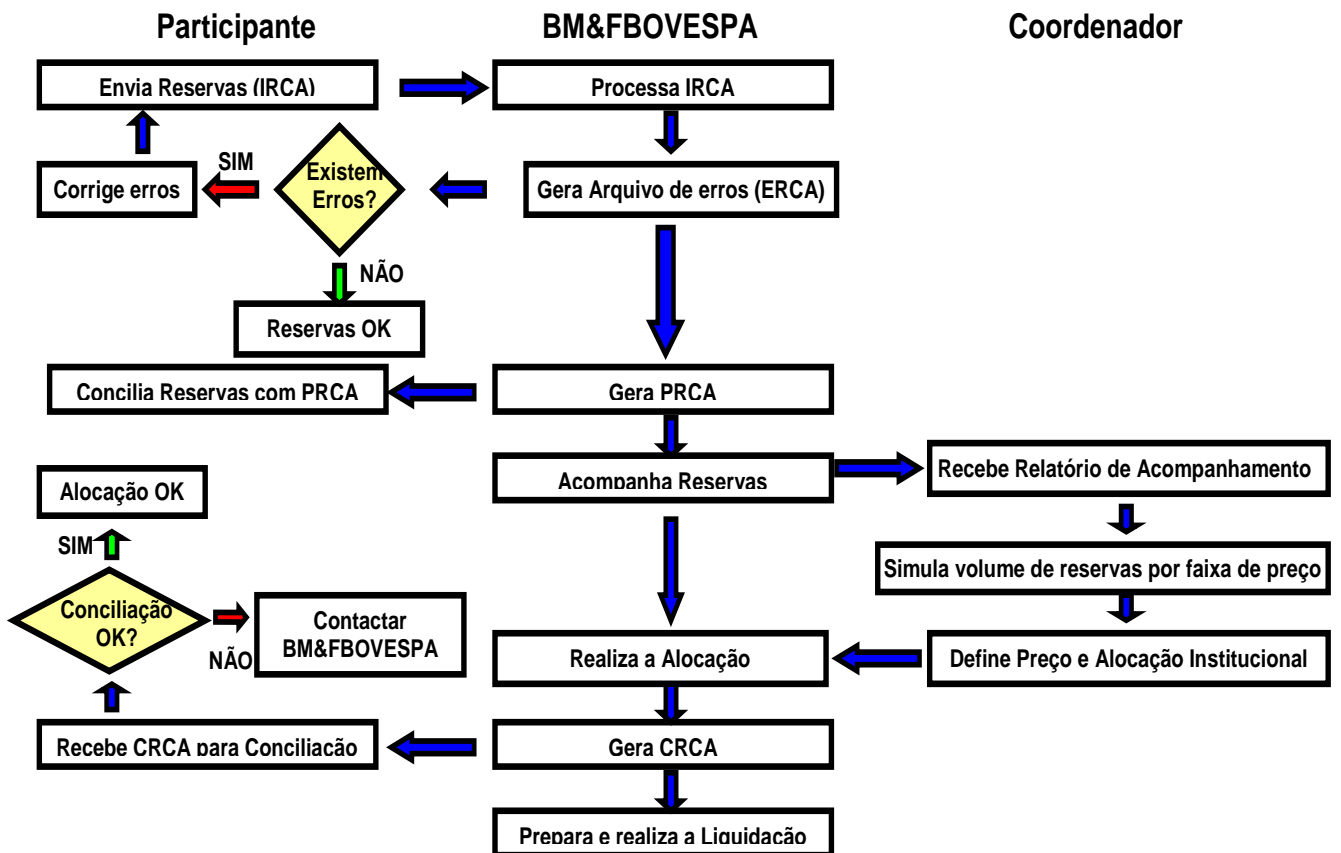 Participante
BM&FBOVESPA
Coordenador
Envia Reservas (IRCA)
Processa IRCA
SIM
Existem
Erros?
Corrige erros
Gera Arquivo de erros (ERCA)
NÃO
Reservas OK
Concilia Reservas com PRCA
Gera PRCA
Acompanha Reservas
Recebe Relatório de Acompanhamento
Alocação OK
SIM
Simula volume de reservas por faixa de preço
Conciliação
OK?
NÃO
Contactar
BM&FBOVESPA
Realiza a Alocação
Define Preço e Alocação Institucional
Recebe CRCA para Conciliação
Gera CRCA
Prepara e realiza a Liquidação